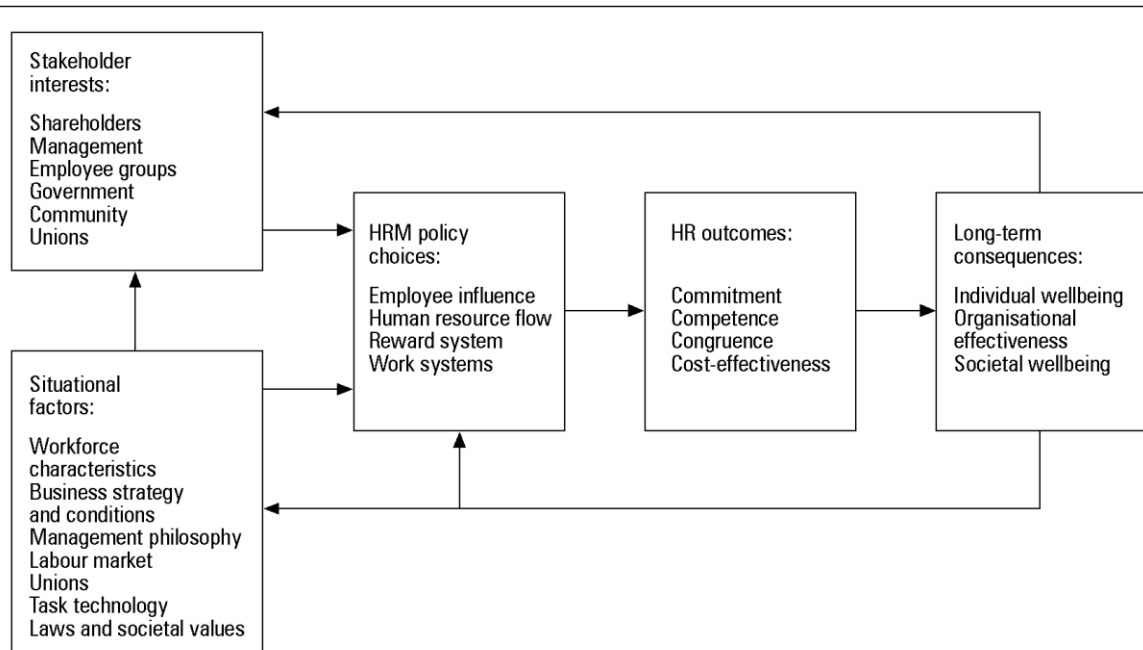 Stakeholder
interests:
Shareholders
Management
Employee groups
Government
Community
Unions
Situational
factors:
Workforce
characteristics
Business strategy
and conditions
Management philosophy
Labour market
Unions
Task technology
Laws and societal values
HRM policy
choices:
Employee influence
Human resource flow
Reward system
Work systems
HR outcomes:
Commitment
Competence
Congruence
Cost-effectiveness
Long-term
consequences:
Individual wellbeing
Organisational
effectiveness
Societal wellbeing